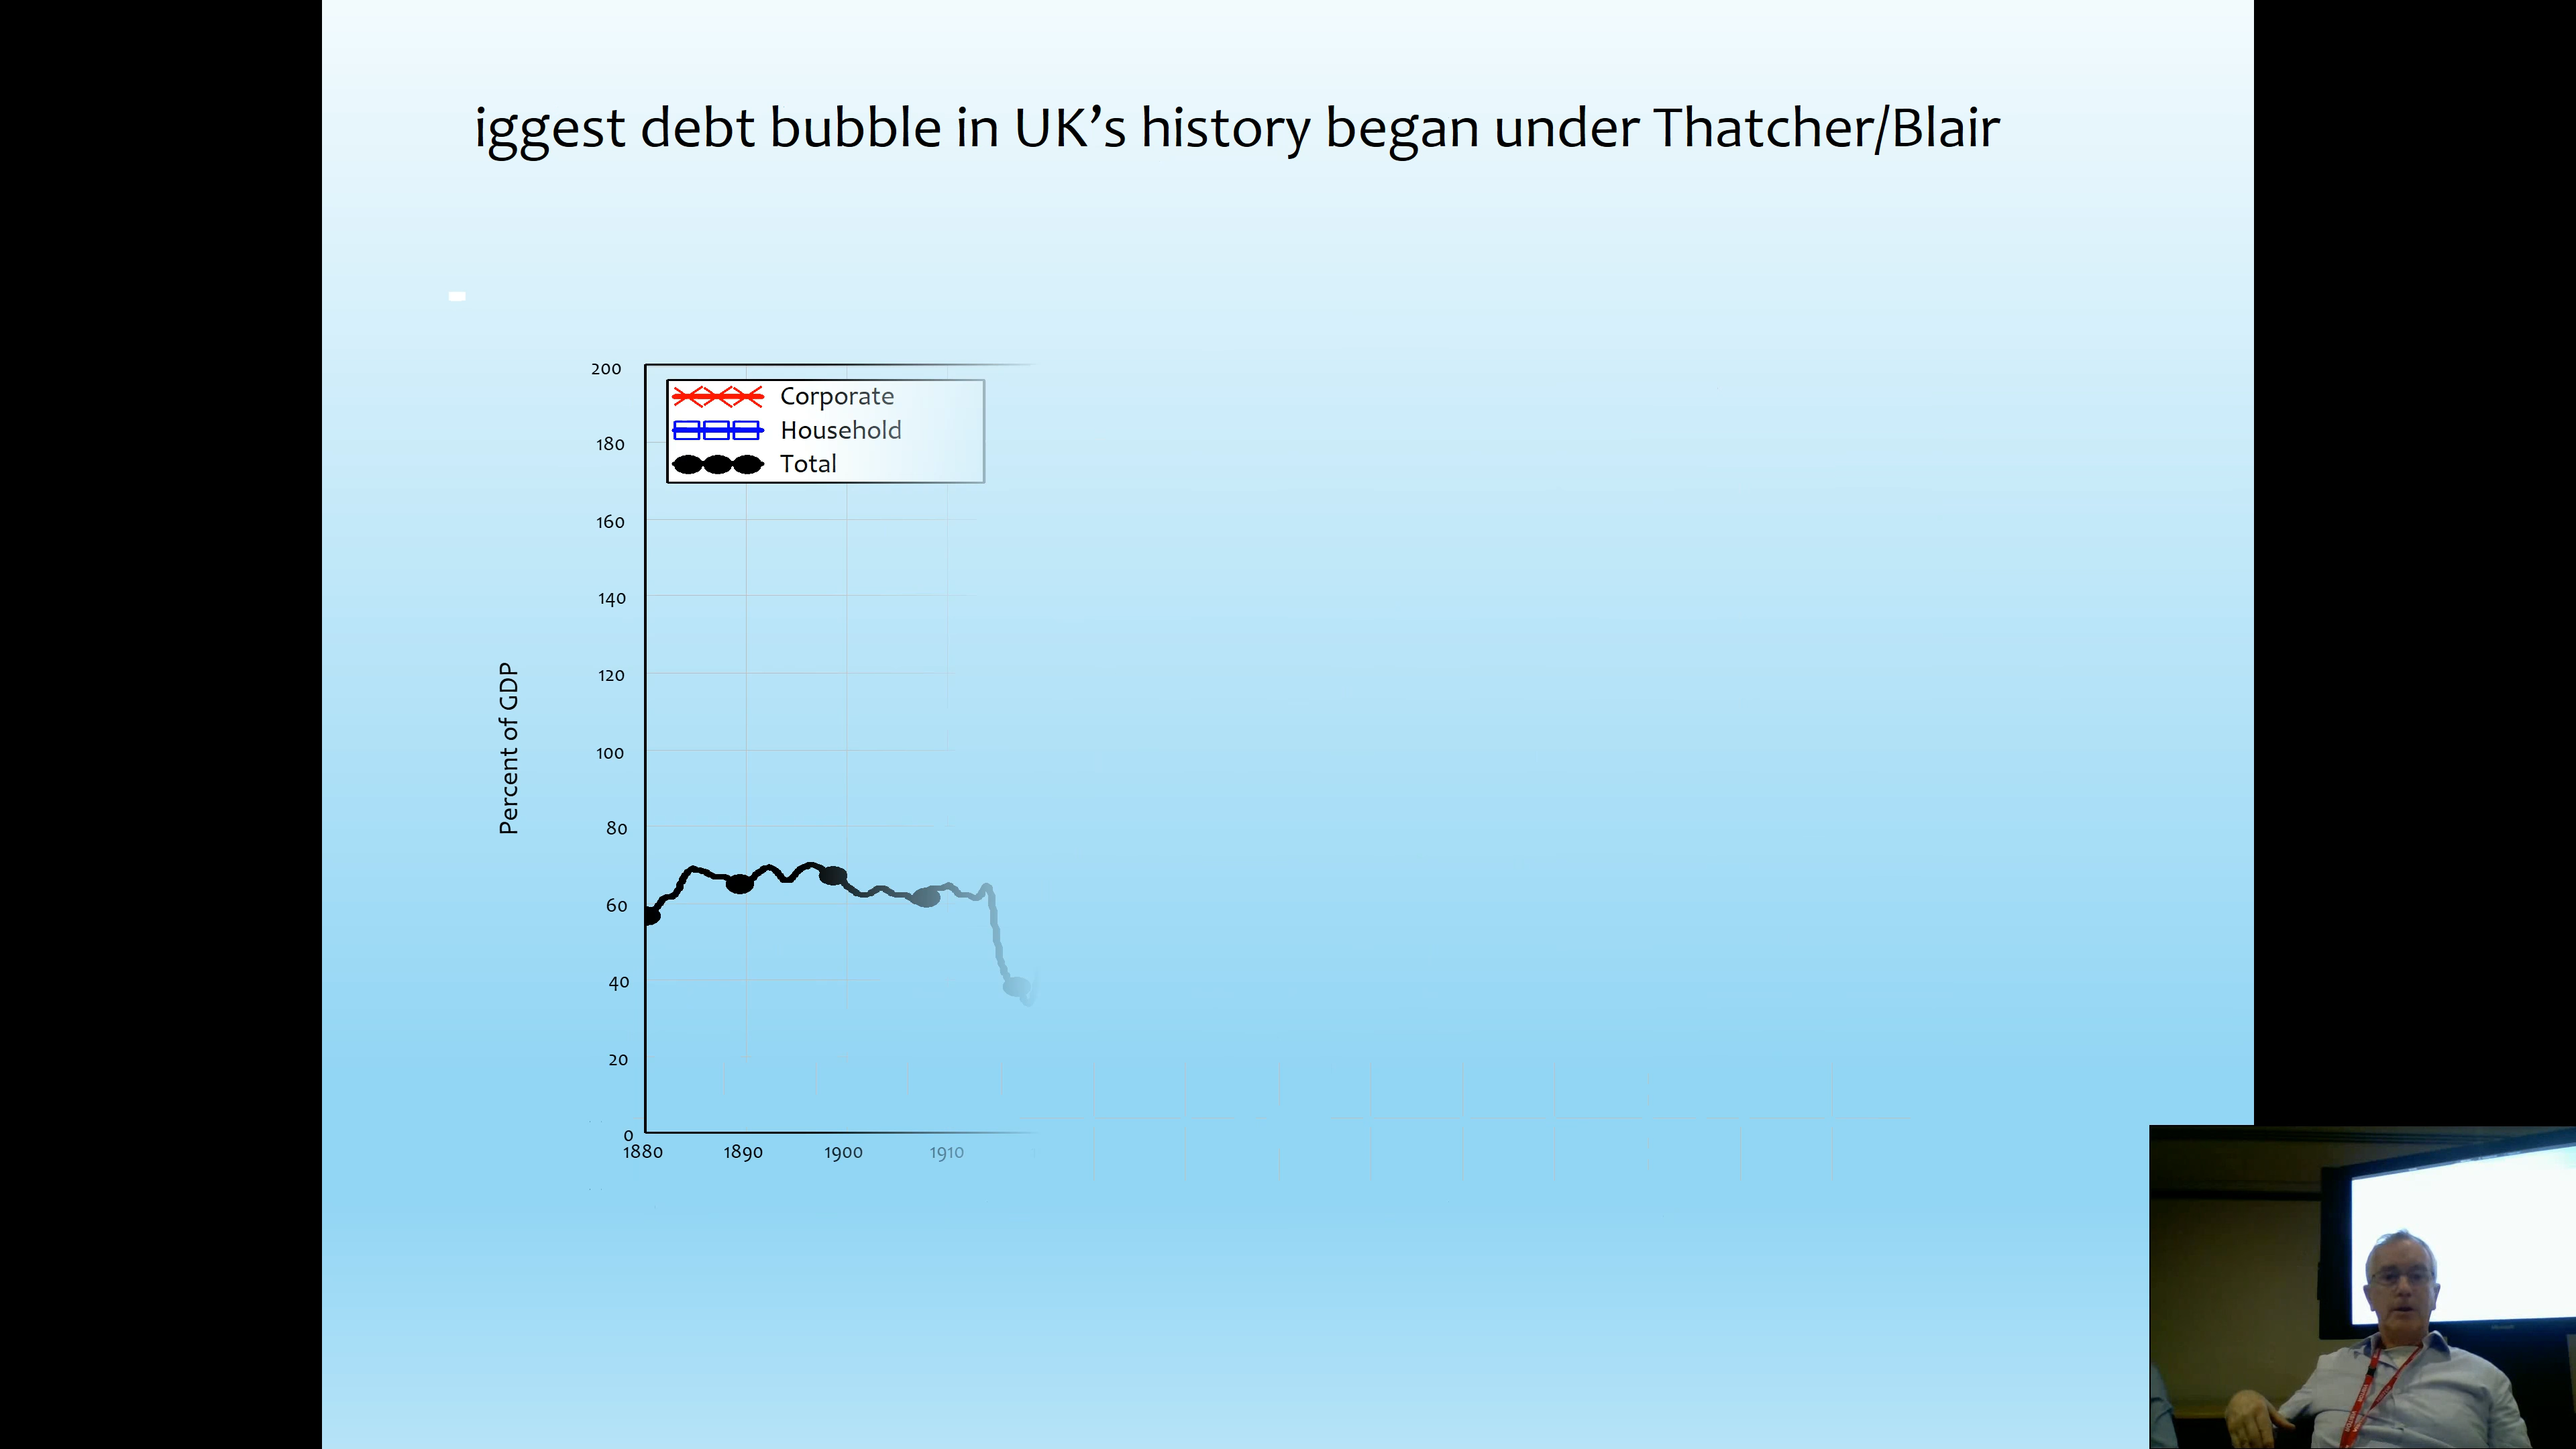 iggest debt bubble in UK’s history began under Thatcher/Blair
200
Corporate
Household
Total
180
160
140
120
100
80
60
40
20
0
Percent of GDP
1880 1890 1900 1910